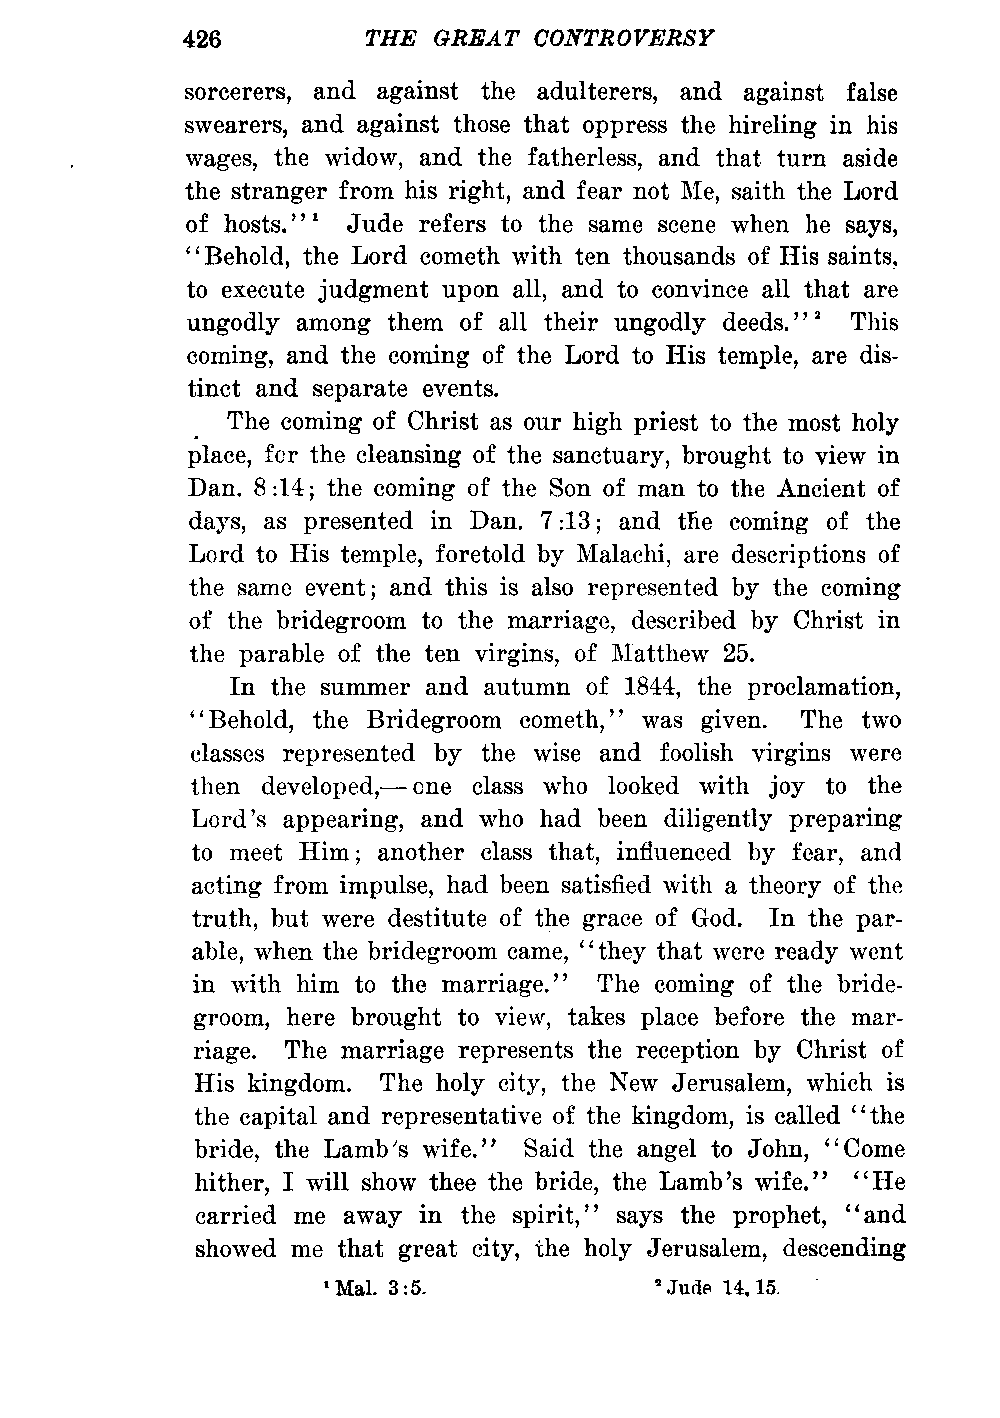 426 THE GREAT CONTROVERSY
sorcerers, and against the adulterers, and against false
swearers, and against those that oppress the hireling in his
wages, the widow, and the fatherless, and that turn aside
the stranger from his right, and fear not Me, saith the Lord
of hosts.''¹ Jude refers to the same scene when he says,
‘‘Behold, the Lord cometh with ten thousands of His saints,
to execute judgment upon all, and to convince all that are
ungodly among them of all their ungodly deeds.''² This
coming, and the coming of the Lord to His temple, are dis-
tinct and separate events.
The coming of Christ as our high priest to the most holy
place, for the cleansing of the sanctuary, brought to view in
Dan. 8:14; the coming of the Son of man to the Ancient of
days, as presented in Dan. 7:13; and the coming of the
Lord to His temple, foretold by Malachi, are descriptions of
the same event; and this is also represented by the coming
of the bridegroom to the marriage, described by Christ in
the parable of the ten virgins, of Matthew 25.
In the summer and autumn of 1844, the proclamation,
‘‘Behold, the Bridegroom cometh,'' was given. The two
classes represented by the wise and foolish virgins were
then developed,—one class who looked with joy to the
Lord's appearing, and who had been diligently preparing
to meet Him; another class that, influenced by fear, and
acting from impulse, had been satisfied with a theory of the
truth, but were destitute of the grace of God. In the par-
able, when the bridegroom came, ‘‘they that were ready went
in with him to the marriage.'' The coming of the bride-
groom, here brought to view, takes place before the mar-
riage. The marriage represents the reception by Christ of
His kingdom. The holy city, the New Jerusalem, which is
the capital and representative of the kingdom, is called ‘‘the
bride, the Lamb's wife.'' Said the angel to John, ‘‘Come
hither, I will show thee the bride, the Lamb's wife.'' ‘‘He
carried me away in the spirit,'' says the prophet, ‘‘and
showed me that great city, the holy Jerusalem, descending
¹ Mal. 3:5. ² Jude 14, 15.